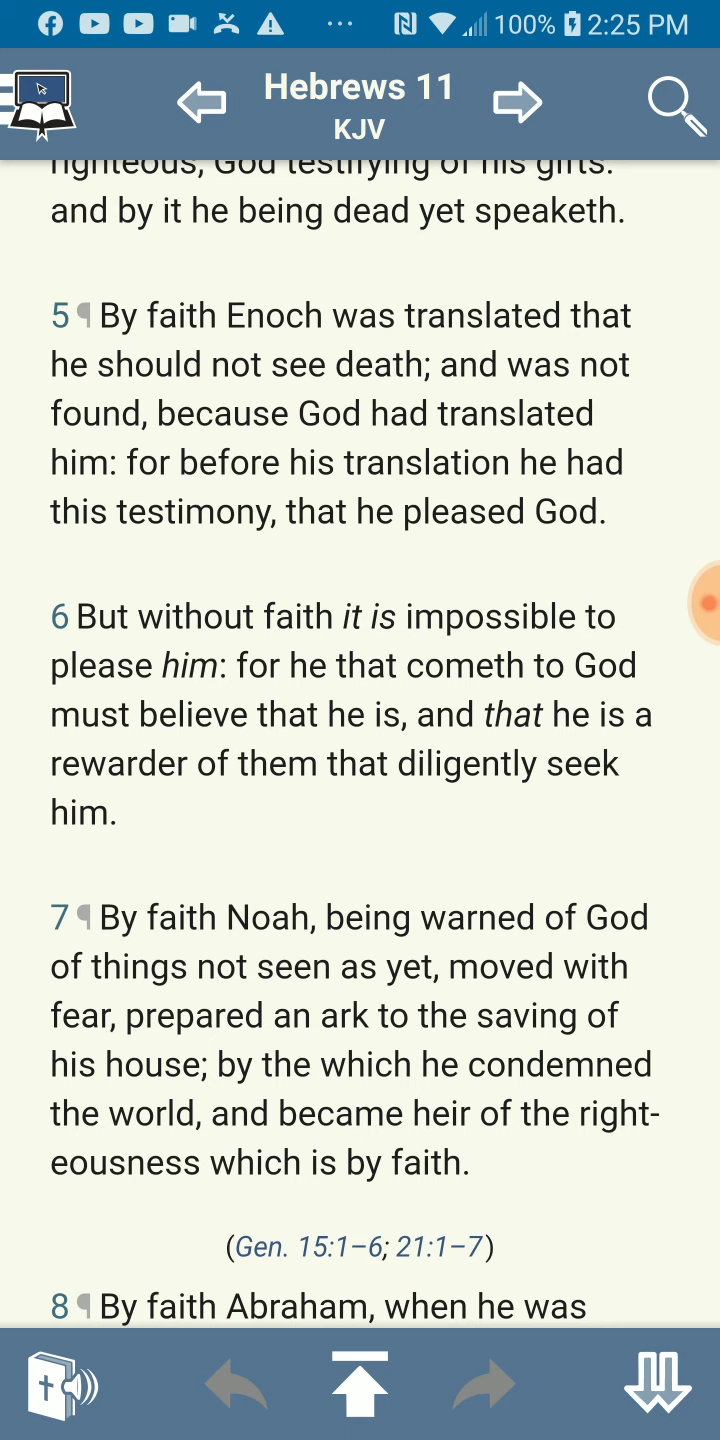 100% 2:25 PM
Hebrews 11
KJV
righteous, God testifying of his gifts:
and by it he being dead yet speaketh.
5 ¶ By faith Enoch was translated that
he should not see death; and was not
found, because God had translated
him: for before his translation he had
this testimony, that he pleased God.
6 But without faith it is impossible to
please him: for he that cometh to God
must believe that he is, and that he is a
rewarder of them that diligently seek
him.
7 ¶ By faith Noah, being warned of God
of things not seen as yet, moved with
fear, prepared an ark to the saving of
his house; by the which he condemned
the world, and became heir of the right-
eousness which is by faith.
(Gen. 15:1–6; 21:1–7)
8 ¶ By faith Abraham, when he was